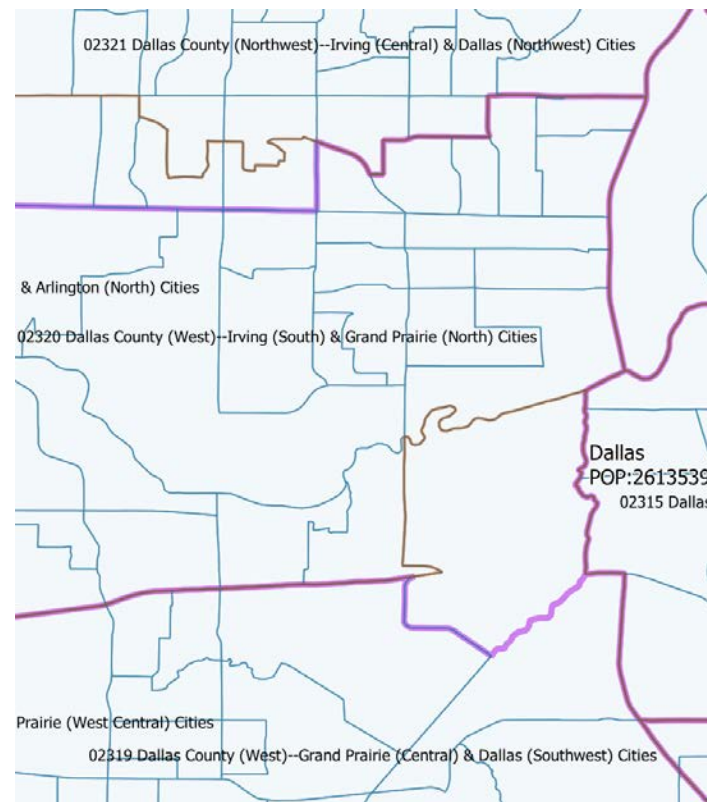 02321 Dallas County (Northwest)--Irving (Central) & Dallas (Northwest) Cities
& Arlington (North) Cities
02320 Dallas County (West)--Irving (South) & Grand Prairie (North) Cities
Dallas
POP:2613539
02315 Dallas
Prairie (West Central) Cities
02319 Dallas County (West)--Grand Prairie (Central) & Dallas (Southwest) Cities